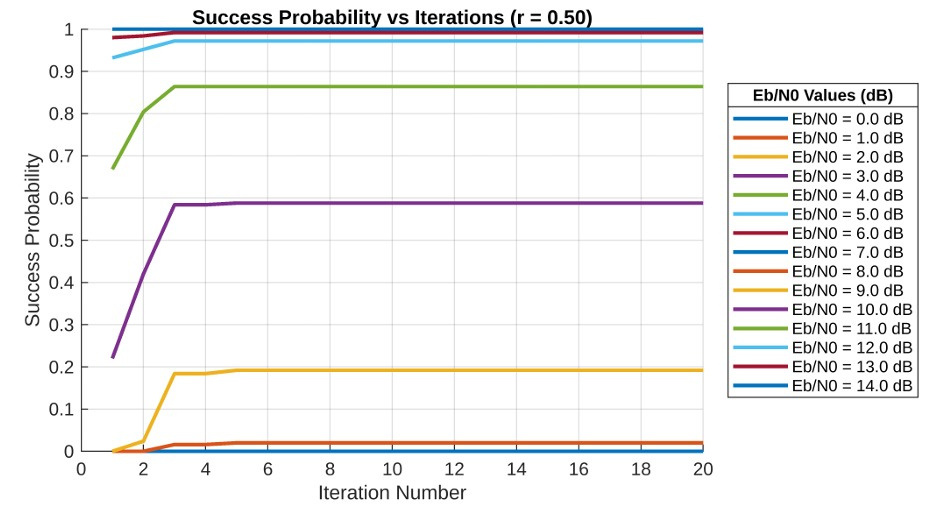 Success Probability vs Iterations (r = 0.50)
Success Probability
1
0.9
0.8
0.7
0.6
0.5
0.4
0.3
0.2
0.1
0
0 2 4 6 8 10 12 14 16 18 20
Iteration Number
Eb/N0 Values (dB)
Eb/N0 = 0.0 dB
Eb/N0 = 1.0 dB
Eb/N0 = 2.0 dB
Eb/N0 = 3.0 dB
Eb/N0 = 4.0 dB
Eb/N0 = 5.0 dB
Eb/N0 = 6.0 dB
Eb/N0 = 7.0 dB
Eb/N0 = 8.0 dB
Eb/N0 = 9.0 dB
Eb/N0 = 10.0 dB
Eb/N0 = 11.0 dB
Eb/N0 = 12.0 dB
Eb/N0 = 13.0 dB
Eb/N0 = 14.0 dB